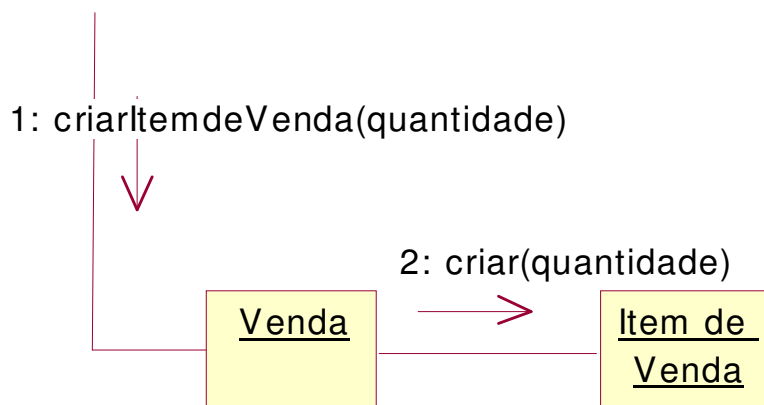 1: criarItemdeVenda(quantidade)
2: criar(quantidade)
Venda
Item de
Venda